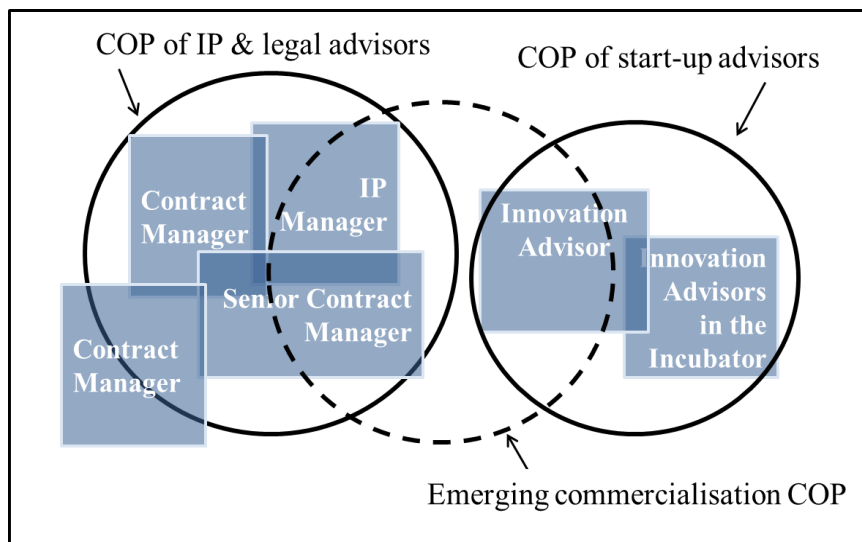 COP of IP & legal advisors
COP of start-up advisors
Contract
Manager
IP
Manager
Senior Contract
Manager
Contract
Manager
Innovation
Advisor
Innovation
Advisors
in the
Incubator
Emerging commercialisation COP